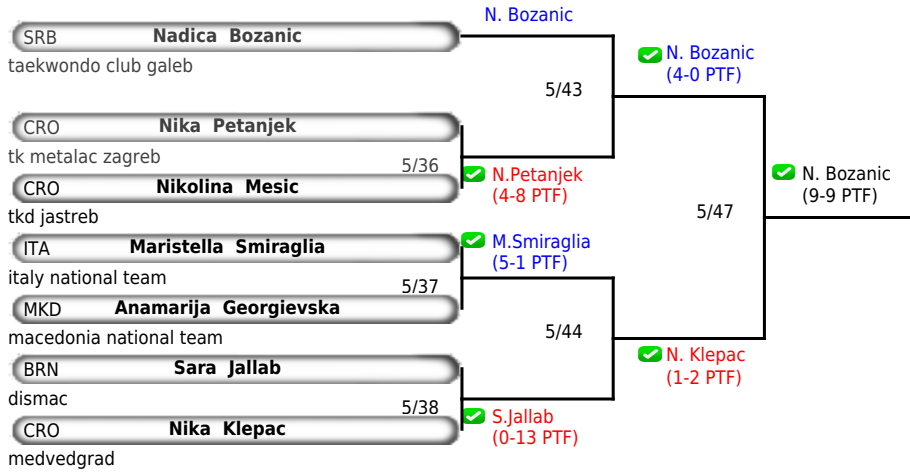 N. Bozanic
SRB Nadica Bozanic
taekwondo club galeb
N. Bozanic
(4-0 PTF)
5/43
CRO Nika Petanjek
tk metalac zagreb
5/36
CRO Nikolina Mesic
tkd jastreb
N.Petanjek
(4-8 PTF)
N. Bozanic
(9-9 PTF)
5/47
ITA Maristella Smiraglia
italy national team
M.Smiraglia
(5-1 PTF)
5/37
MKD Anamarija Georgievska
macedonia national team
5/44
N. Klepac
(1-2 PTF)
BRN Sara Jallab
dismac
5/38
CRO Nika Klepac
medvedgrad
S.Jallab
(0-13 PTF)